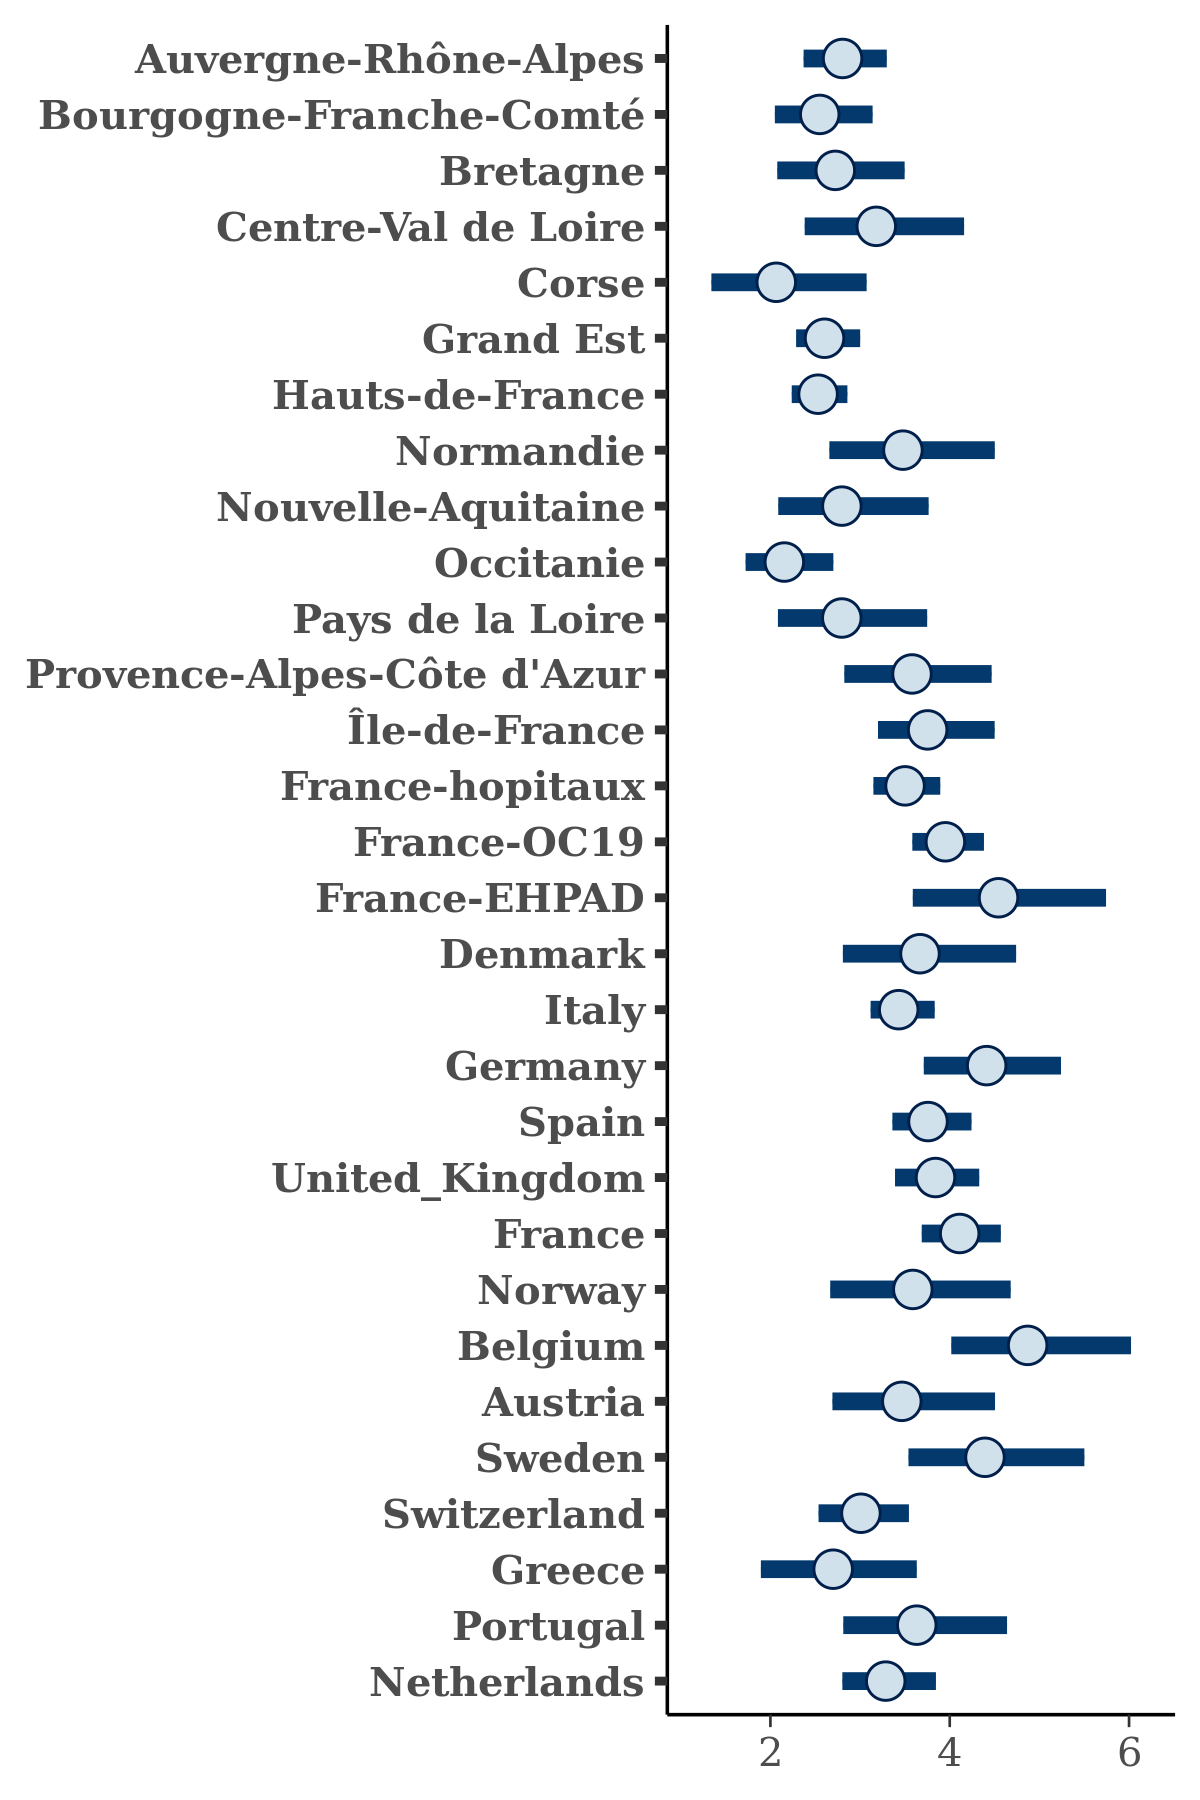 Auvergne-Rhône-Alpes
Bourgogne-Franche-Comté
Bretagne
Centre-Val de Loire
Corse
Grand Est
Hauts-de-France
Normandie
Nouvelle-Aquitaine
Occitanie
Pays de la Loire
Provence-Alpes-Côte d'Azur
Île-de-France
France-hopitaux
France-OC19
France-EHPAD
Denmark
Italy
Germany
Spain
United_Kingdom
France
Norway
Belgium
Austria
Sweden
Switzerland
Greece
Portugal
Netherlands
2 4 6